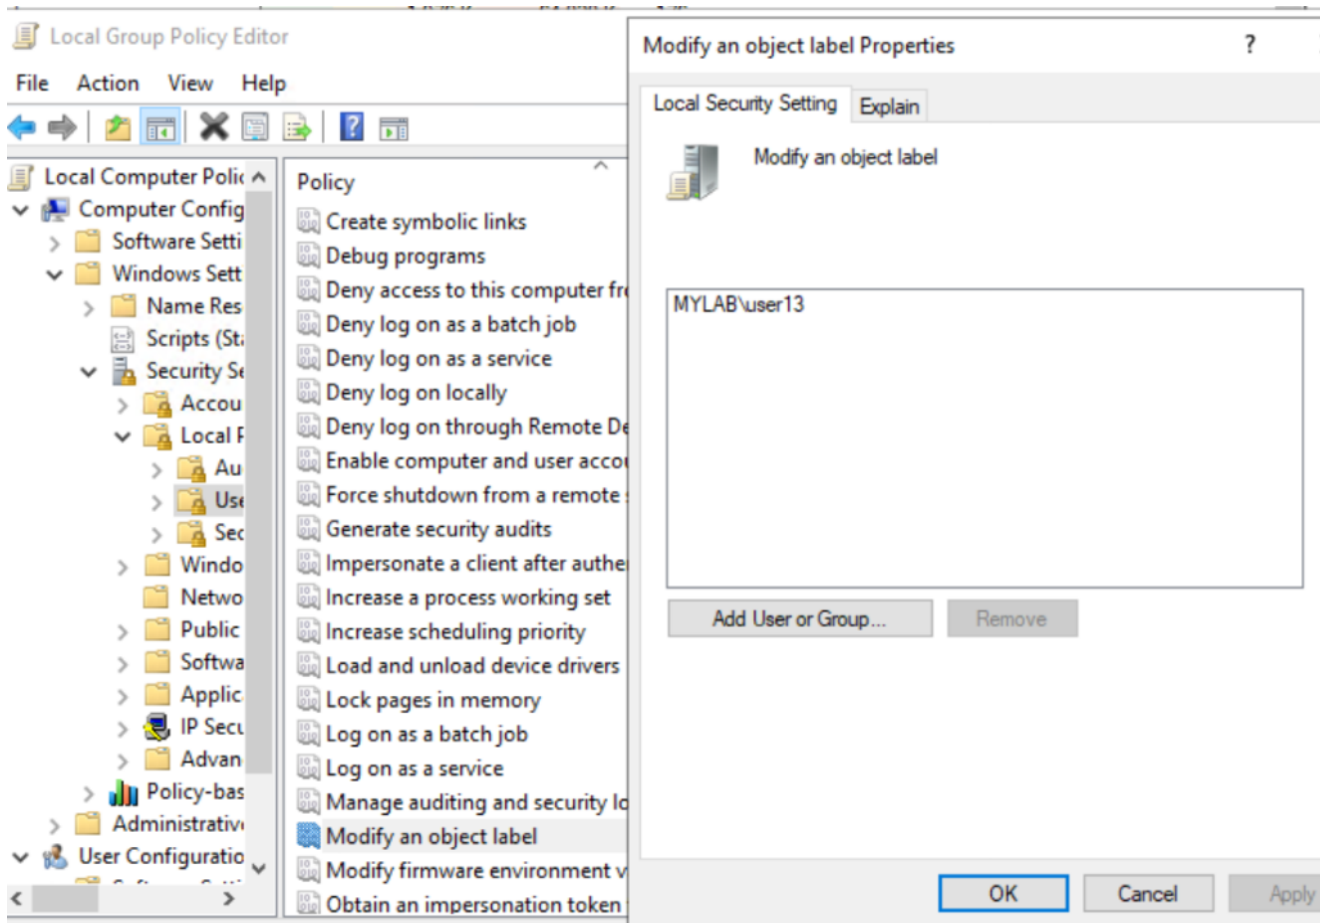 Local Group Policy Editor
File Action View Help
Local Computer Polic
Computer Config
Software Setti
Windows Sett
Name Res
Scripts (Sta
Security Se
Accou
Local P
Au
Use
Sec
Windo
Netwo
Public
Softwa
Applic
IP Secu
Advan
Policy-bas
Administrative
User Configuratio
Policy
Create symbolic links
Debug programs
Deny access to this computer fr
Deny log on as a batch job
Deny log on as a service
Deny log on locally
Deny log on through Remote De
Enable computer and user accou
Force shutdown from a remote s
Generate security audits
Impersonate a client after authe
Increase a process working set
Increase scheduling priority
Load and unload device drivers
Lock pages in memory
Log on as a batch job
Log on as a service
Manage auditing and security lo
Modify an object label
Modify firmware environment v
Obtain an impersonation token
Modify an object label Properties ?
Local Security Setting Explain
Modify an object label
MYLAB\user13
Add User or Group... Remove
OK Cancel Apply